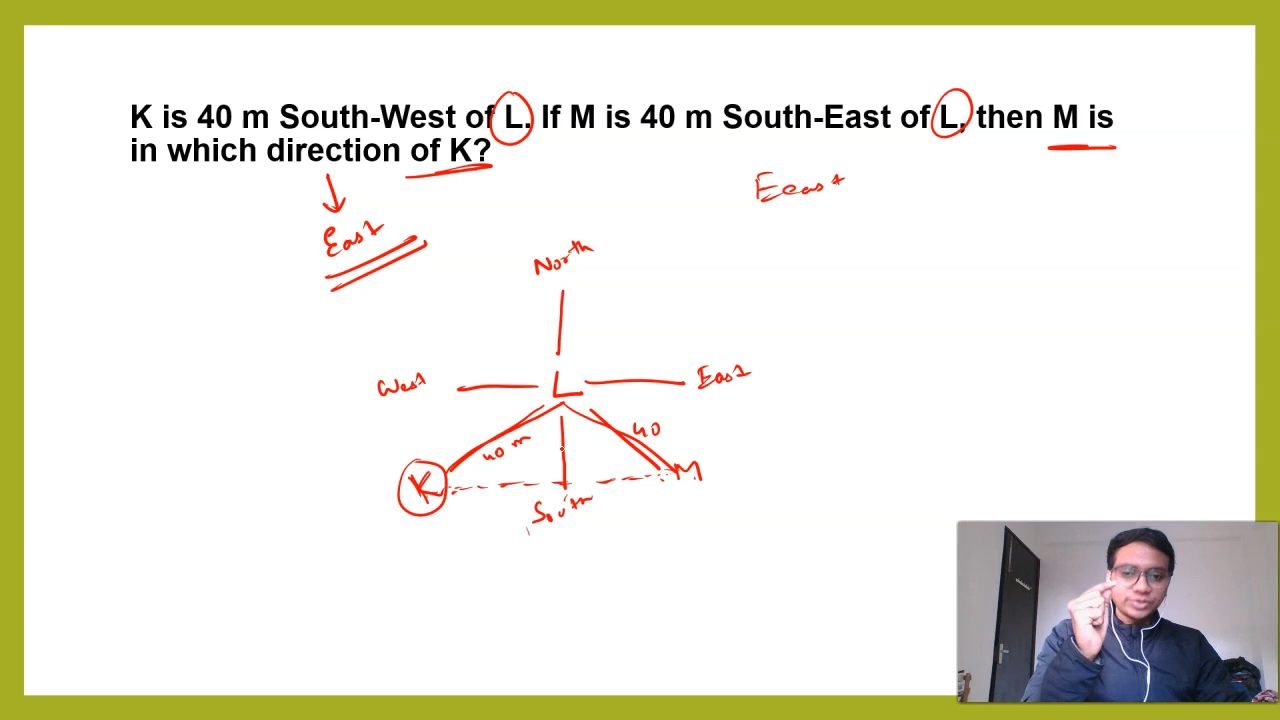 K is 40 m South-West of L. If M is 40 m South-East of L, then M is
in which direction of K?
Eeast
East
North
West
L
East
40 m
40
K
M
South